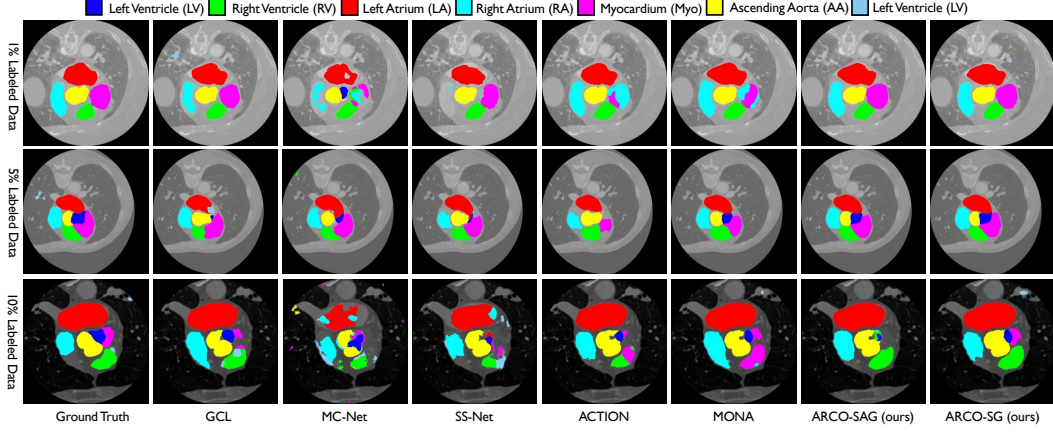 Left Ventricle (LV) Right Ventricle (RV) Left Atrium (LA) Right Atrium (RA) Myocardium (Myo) Ascending Aorta (AA) Left Ventricle (LV)
1% Labeled Data
5% Labeled Data
10% Labeled Data
Ground Truth GCL MC-Net SS-Net ACTION MONA ARCO-SAG (ours) ARCO-SG (ours)